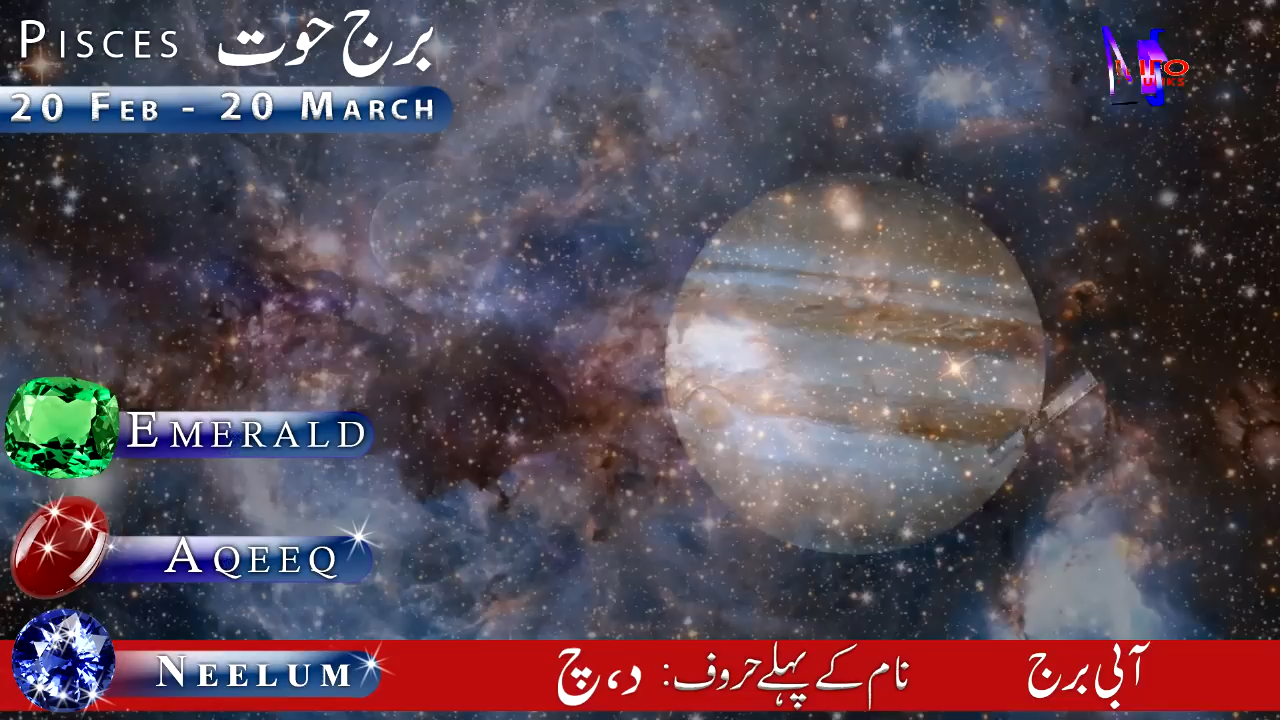 PISCES برج حوت
20 FEB - 20 MARCH
EMERALD
AQEEQ
NEELUM
آبی برج
نام کے پہلے حروف: د، چ